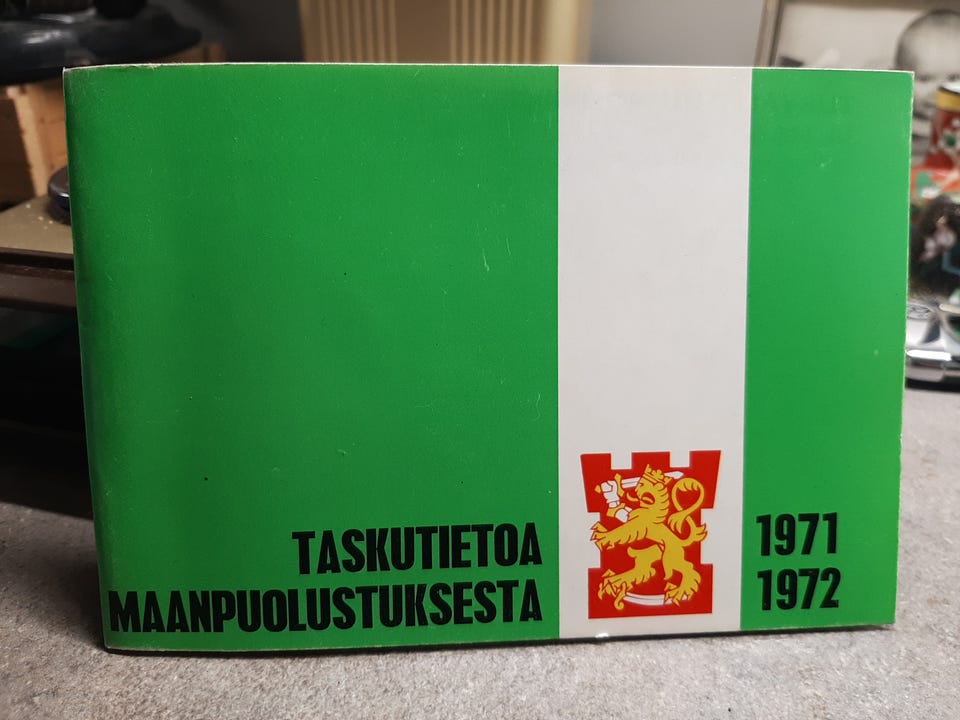 TASKUTIETOA
MAANPUOLUSTUKSESTA
1971
1972